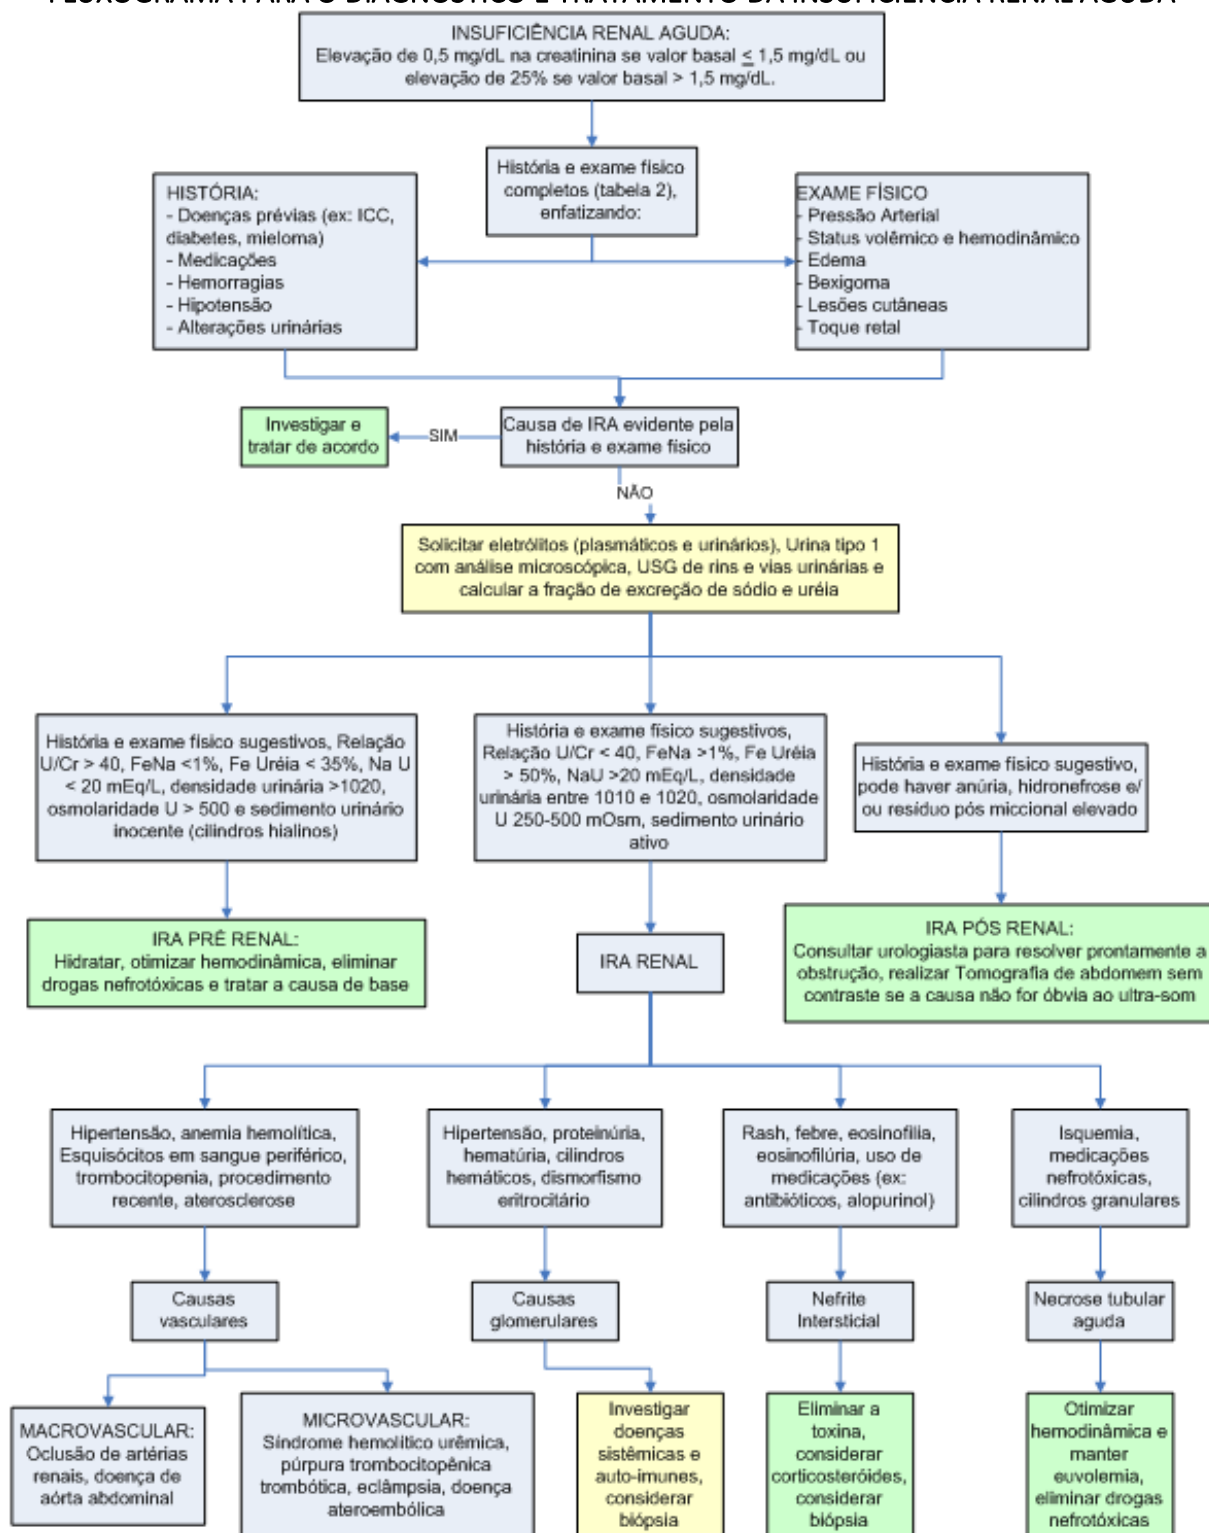 FLUXOGRAMA PARA O DIAGNÓSTICO E TRATAMENTO DA INSUFICIÊNCIA RENAL AGUDA
INSUFICIÊNCIA RENAL AGUDA:
Elevação de 0,5 mg/dL na creatinina se valor basal ≤ 1,5 mg/dL ou
elevação de 25% se valor basal > 1,5 mg/dL.
História e exame físico
completos (tabela 2),
enfatizando:
HISTÓRIA:
- Doenças prévias (ex: ICC,
diabetes, mieloma)
- Medicações
- Hemorragias
- Hipotensão
- Alterações urinárias
EXAME FÍSICO
- Pressão Arterial
- Status volêmico e hemodinâmico
- Edema
- Bexigoma
- Lesões cutâneas
- Toque retal
Investigar e
tratar de acordo
SIM
Causa de IRA evidente pela
história e exame físico
NÃO
Solicitar eletrólitos (plasmáticos e urinários), Urina tipo 1
com análise microscópica, USG de rins e vias urinárias e
calcular a fração de excreção de sódio e uréia
História e exame físico sugestivos, Relação
U/Cr > 40, FeNa <1%, Fe Uréia < 35%, Na U
< 20 mEq/L, densidade urinária >1020,
osmolaridade U > 500 e sedimento urinário
inocente (cilindros hialinos)
História e exame físico sugestivos,
Relação U/Cr < 40, FeNa >1%, Fe Uréia
> 50%, NaU >20 mEq/L, densidade
urinária entre 1010 e 1020, osmolaridade
U 250-500 mOsm, sedimento urinário
ativo
História e exame físico sugestivo,
pode haver anúria, hidronefrose e/
ou resíduo pós miccional elevado
IRA PRÉ RENAL:
Hidratar, otimizar hemodinâmica, eliminar
drogas nefrotóxicas e tratar a causa de base
IRA RENAL
IRA PÓS RENAL:
Consultar urologiasta para resolver prontamente a
obstrução, realizar Tomografia de abdomem sem
contraste se a causa não for óbvia ao ultra-som
Hipertensão, anemia hemolítica,
Esquisócitos em sangue periférico,
trombocitopenia, procedimento
recente, aterosclerose
Hipertensão, proteinúria,
hematúria, cilindros
hemáticos, dismorfismo
eritrocitário
Rash, febre, eosinofilia,
eosinofilúria, uso de
medicações (ex:
antibióticos, alopurinol)
Isquemia,
medicações
nefrotóxicas,
cilindros granulares
Causas
vasculares
Causas
glomerulares
Nefrite
Intersticial
Necrose tubular
aguda
MACROVASCULAR:
Oclusão de artérias
renais, doença de
aórta abdominal
MICROVASCULAR:
Síndrome hemolítico urêmica,
púrpura trombocitopênica
trombótica, eclâmpsia, doença
ateroembólica
Investigar
doenças
sistêmicas e
auto-imunes,
considerar
biópsia
Eliminar a
toxina,
considerar
corticosteróides,
considerar
biópsia
Otimizar
hemodinâmica e
manter
euvolemia,
eliminar drogas
nefrotóxicas